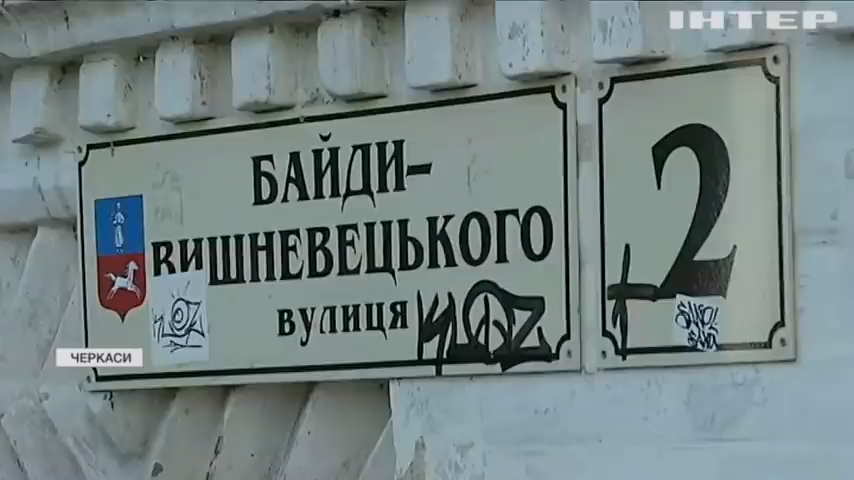 ІНТЕР
БАЙДИ-
ВИШНЕВЕЦЬКОГО
вулиця
2
ЧЕРКАСИ